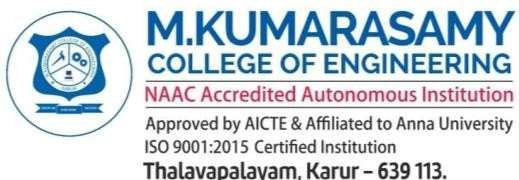 M.KUMARASAMY
COLLEGE OF ENGINEERING
NAAC Accredited Autonomous Institution
Approved by AICTE & Affiliated to Anna University
ISO 9001:2015 Certified Institution
Thalavapalayam, Karur – 639 113.